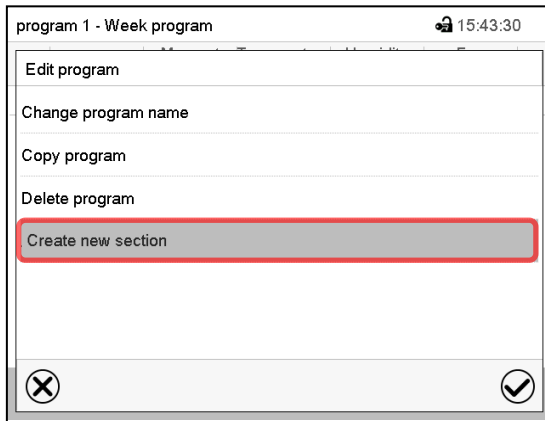 program 1 - Week program 15:43:30
Edit program
Change program name
Copy program
Delete program
Create new section